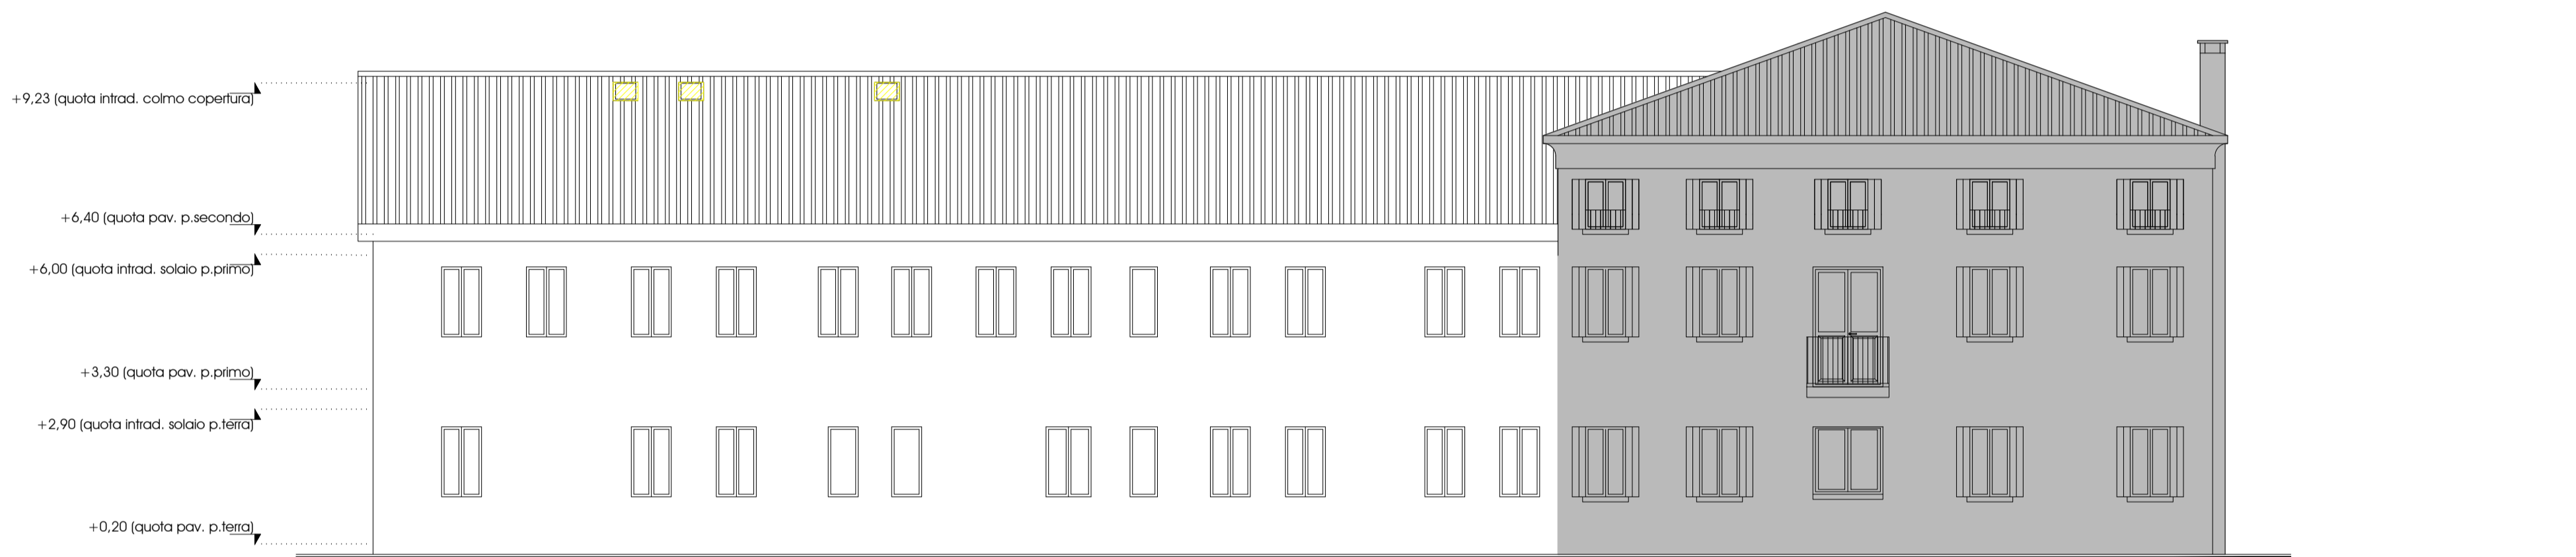 +9,23 (quota intrad. colmo copertura)
+6,40 (quota pav. p.secondo)
+6,00 (quota intrad. solaio p.primo)
+3,30 (quota pav. p.primo)
+2,90 (quota intrad. solaio p.terra)
+0,20 (quota pav. p.terra)